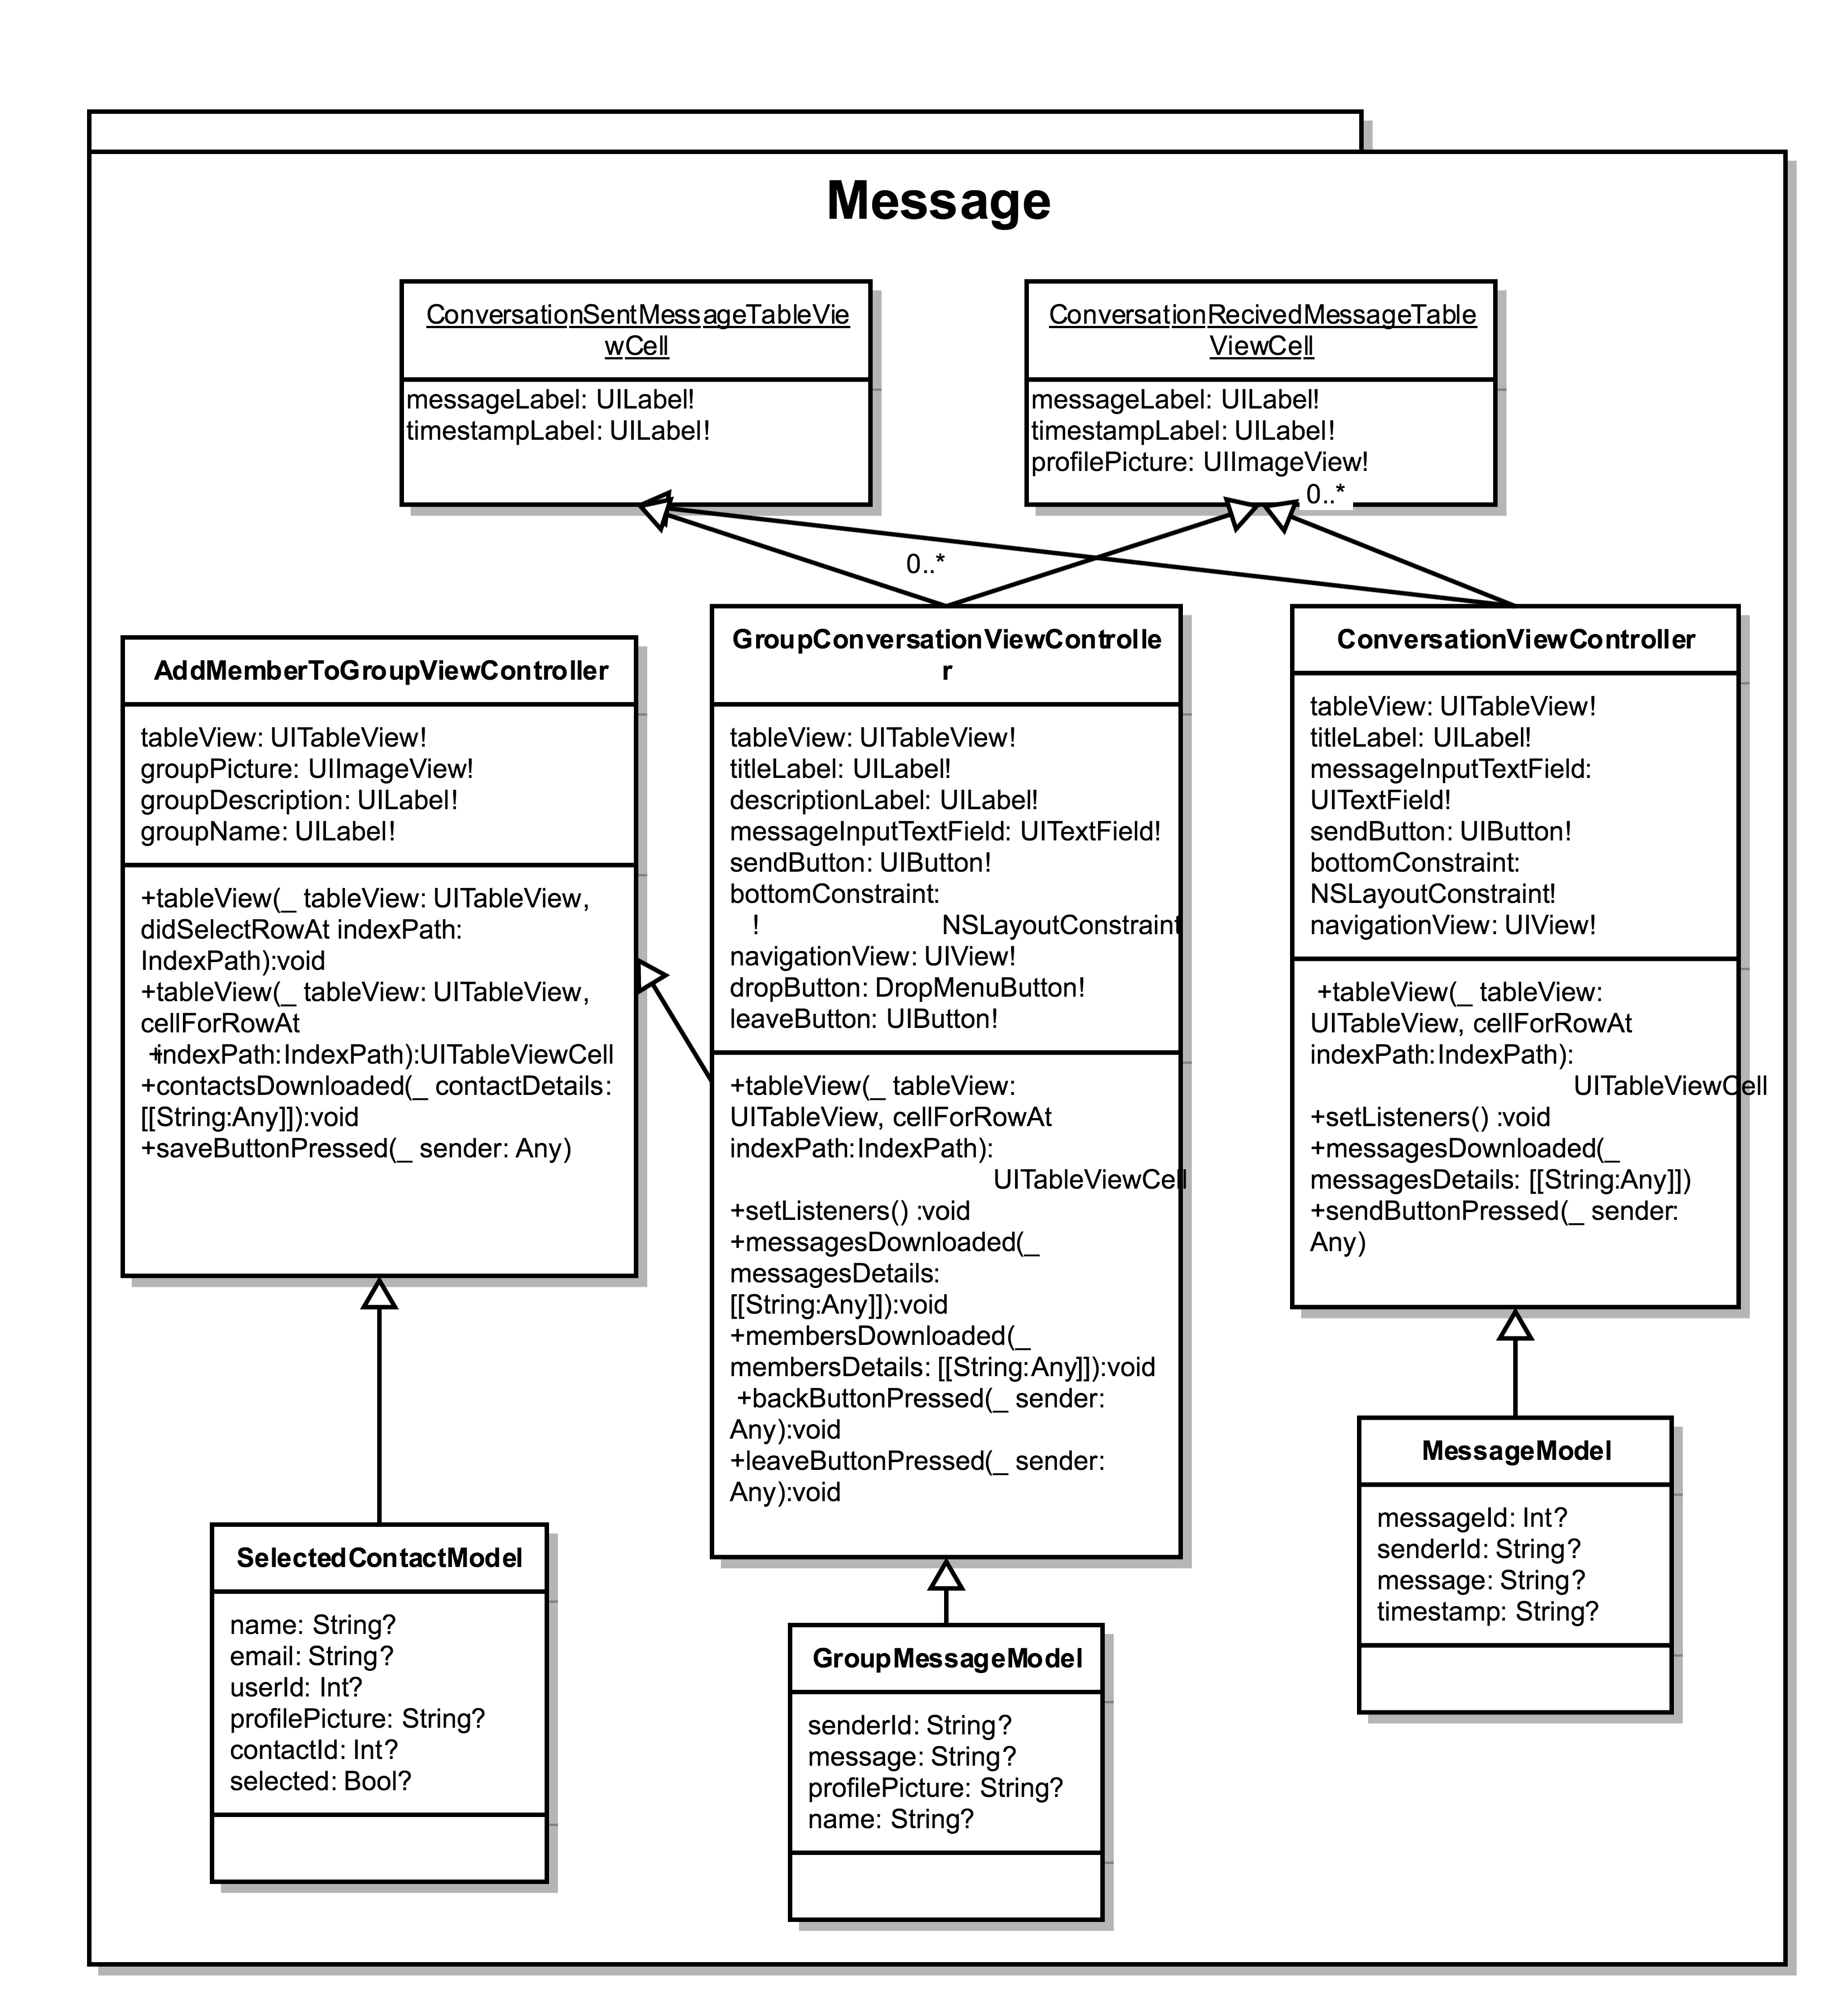 Message
ConversationSentMessageTableVie
wCell
messageLabel: UILabel!
timestampLabel: UILabel!
ConversationRecivedMessageTable
ViewCell
messageLabel: UILabel!
timestampLabel: UILabel!
profilePicture: UIImageView!
0..*
0..*
AddMemberToGroupViewController
tableView: UITableView!
groupPicture: UIImageView!
groupDescription: UILabel!
groupName: UILabel!
+tableView(_ tableView: UITableView,
didSelectRowAt indexPath:
IndexPath):void
+tableView(_ tableView: UITableView,
cellForRowAt
+indexPath:IndexPath):UITableViewCell
+contactsDownloaded(_ contactDetails:
[[String:Any]]):void
+saveButtonPressed(_ sender: Any)
GroupConversationViewControlle
r
tableView: UITableView!
titleLabel: UILabel!
descriptionLabel: UILabel!
messageInputTextField: UITextField!
sendButton: UIButton!
bottomConstraint:
! NSLayoutConstraint
navigationView: UIView!
dropButton: DropMenuButton!
leaveButton: UIButton!
+tableView(_ tableView:
UITableView, cellForRowAt
indexPath:IndexPath):
UITableViewCell
+setListeners() :void
+messagesDownloaded(_
messagesDetails:
[[String:Any]]):void
+membersDownloaded(_
membersDetails: [[String:Any]]):void
+backButtonPressed(_ sender:
Any):void
+leaveButtonPressed(_ sender:
Any):void
ConversationViewController
tableView: UITableView!
titleLabel: UILabel!
messageInputTextField:
UITextField!
sendButton: UIButton!
bottomConstraint:
NSLayoutConstraint!
navigationView: UIView!
+tableView(_ tableView:
UITableView, cellForRowAt
indexPath:IndexPath):
UITableViewCell
+setListeners() :void
+messagesDownloaded(_
messagesDetails: [[String:Any]])
+sendButtonPressed(_ sender:
Any)
SelectedContactModel
name: String?
email: String?
userId: Int?
profilePicture: String?
contactId: Int?
selected: Bool?
GroupMessageModel
senderId: String?
message: String?
profilePicture: String?
name: String?
MessageModel
messageId: Int?
senderId: String?
message: String?
timestamp: String?